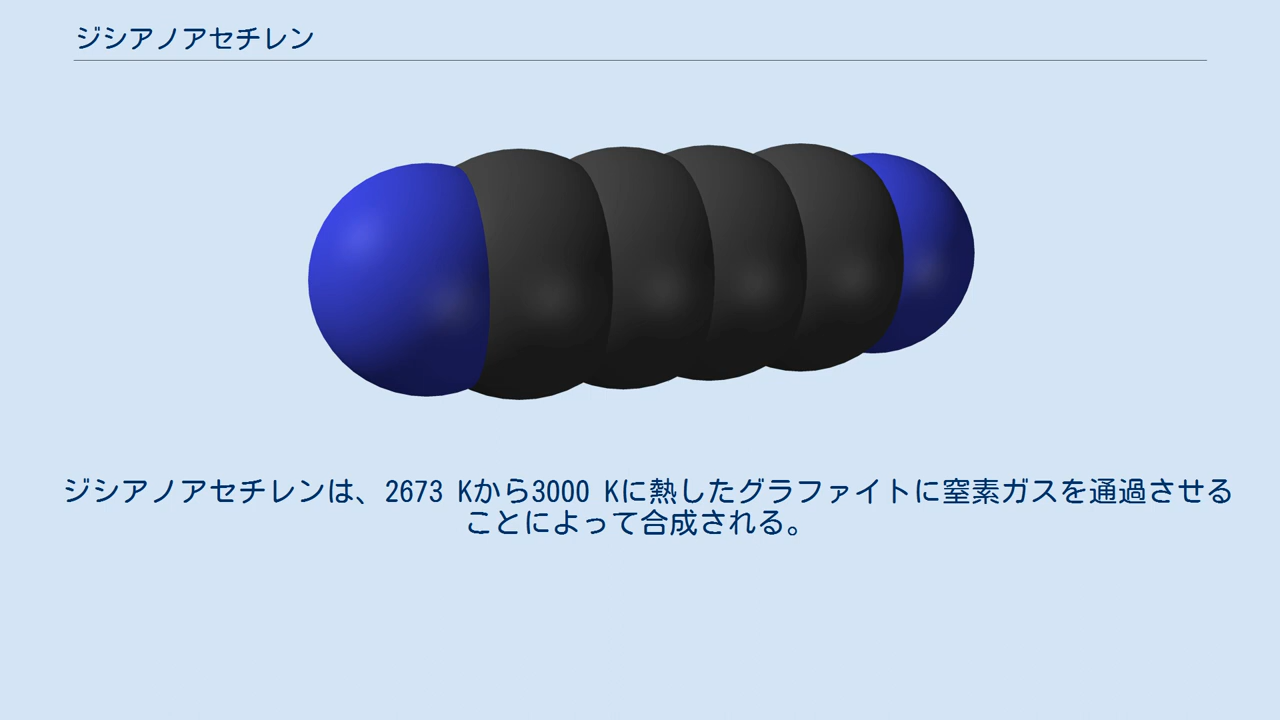 ジシアノアセチレン
ジシアノアセチレンは、2673 Kから3000 Kに熱したグラファイトに窒素ガスを通過させる
ことによって合成される。